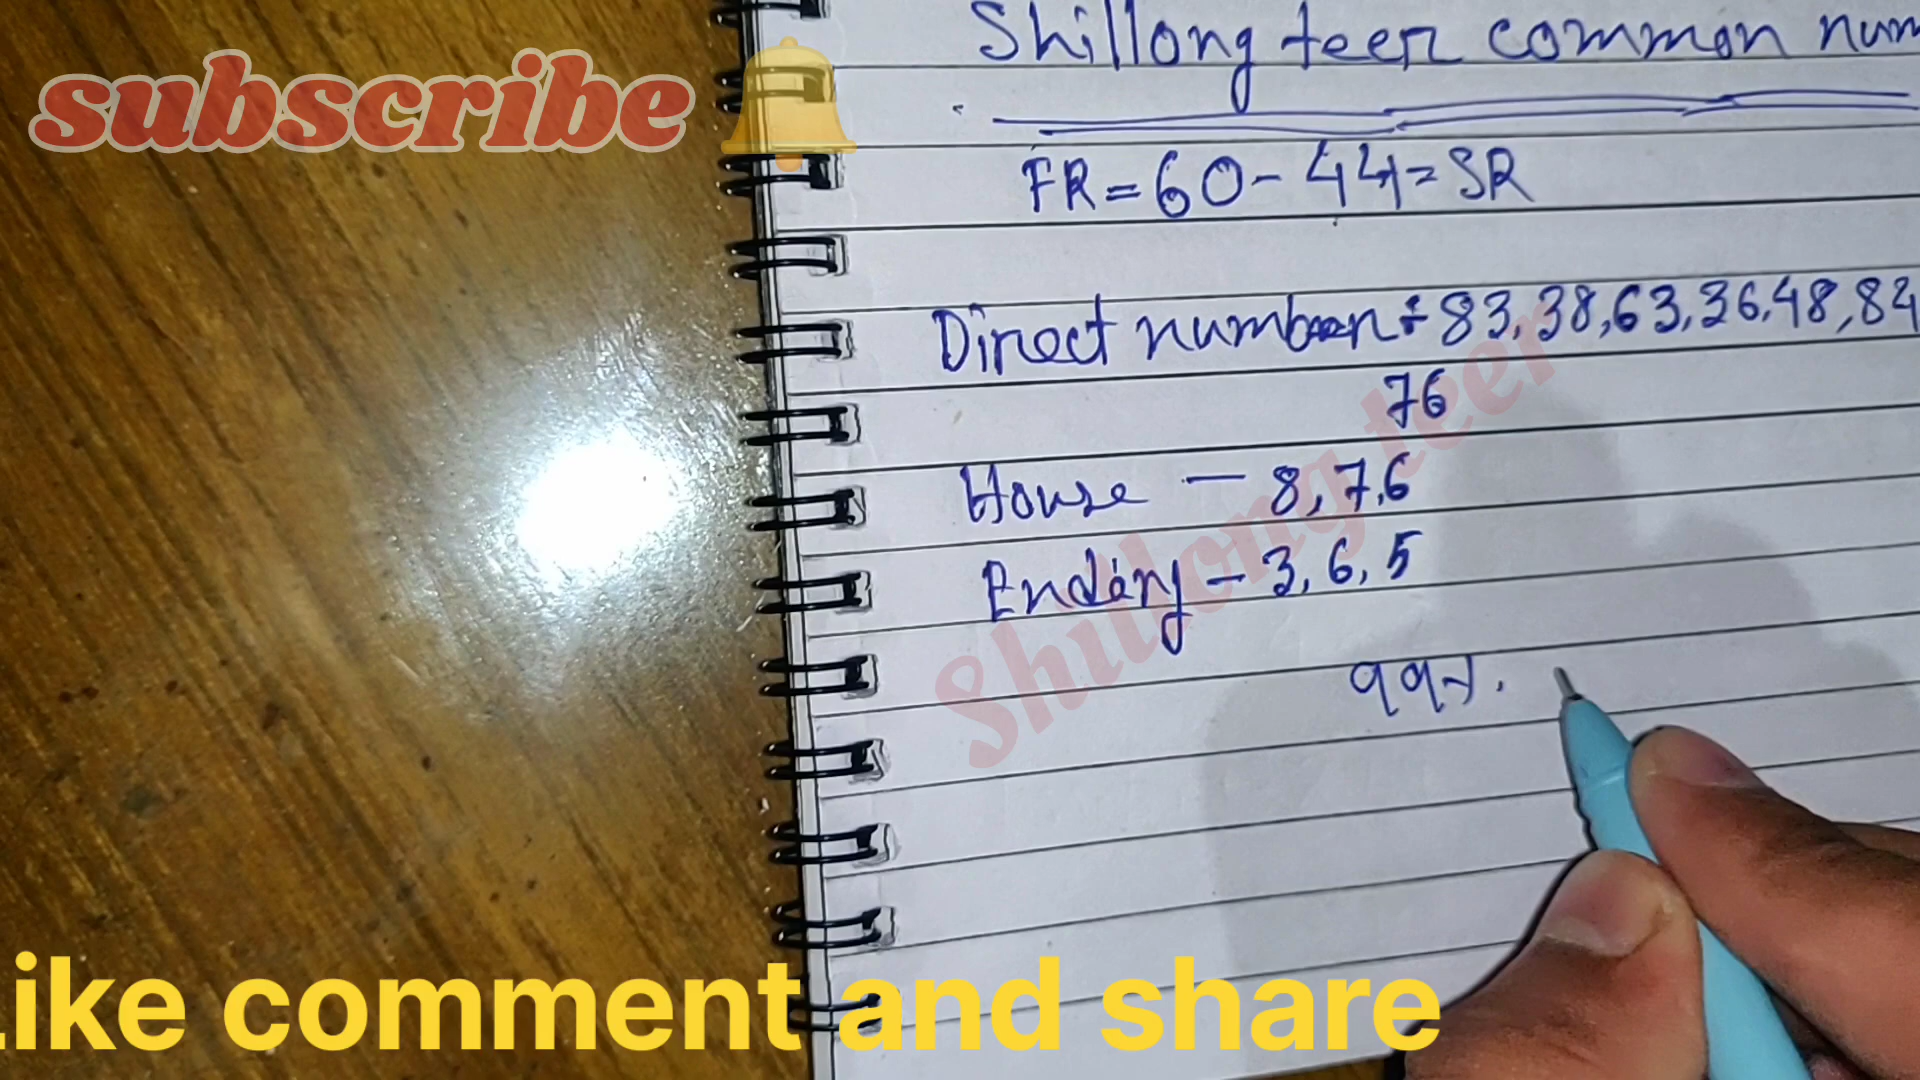 Shillong teer common num
FR = 60 - 44 = SR
Direct number : 83, 38, 63, 36, 48, 84
76
House - 8, 7, 6
Ending - 3, 6, 5
99%.
subscribe
Shillong teer
Like comment and share